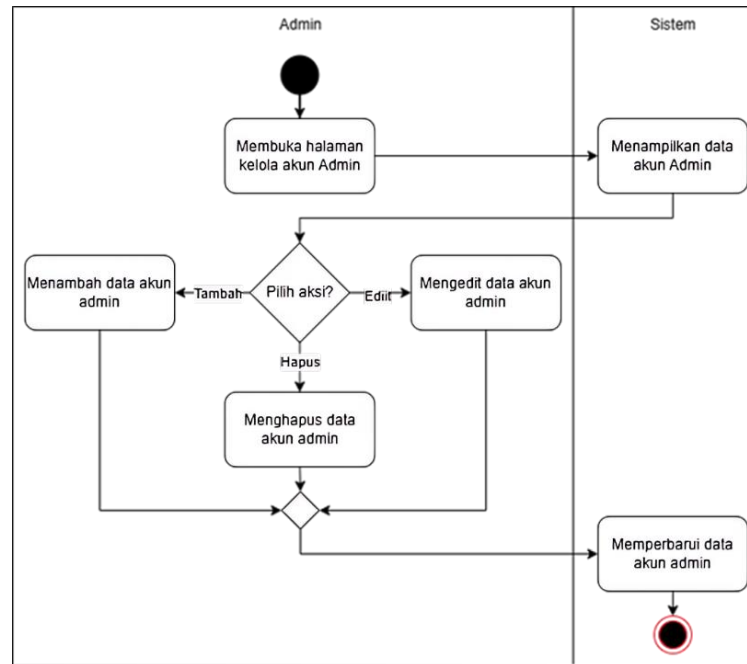 Admin
Sistem
Membuka halaman
kelola akun Admin
Menampilkan data
akun Admin
Menambah data akun
admin
Tambah
Pilih aksi?
Ediit
Mengedit data akun
admin
Hapus
Menghapus data
akun admin
Memperbarui data
akun admin